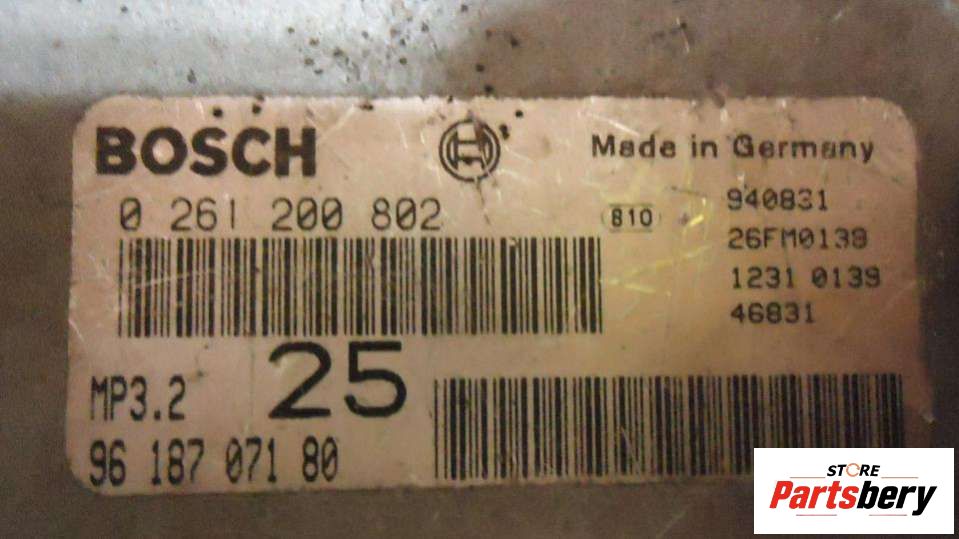 BOSCH
Made in Germany
0 261 200 802
810
940831
26FM0139
1231 0139
46831
MP3.2
25
96 187 071 80
STORE
Partsbery